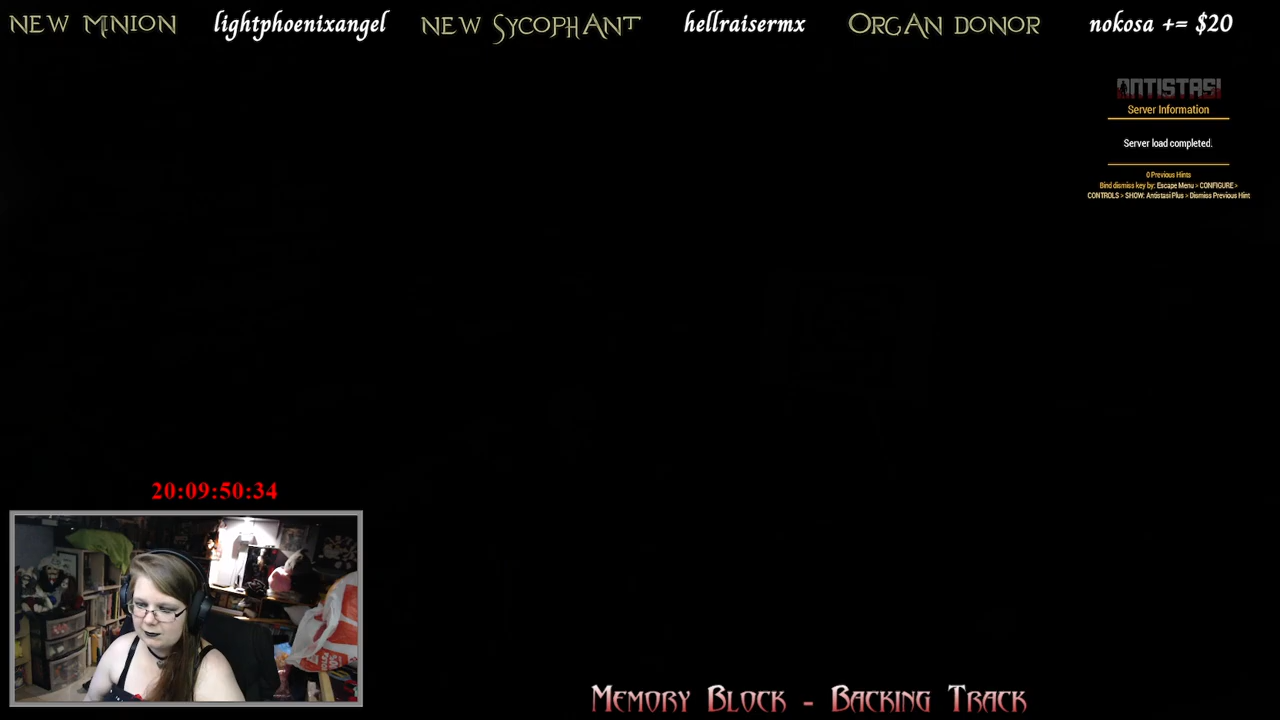 NEW MINION lightphoenixangel NEW SYCOPHANT hellraisermx ORGAN DONOR nokosa += $20
ANTISTASI
Server Information
Server load completed.
0 Previous Hints
Bind dismiss key by: Escape Menu > CONFIGURE >
CONTROLS > SHOW: Antistasi Plus > Dismiss Previous Hint
20:09:50:34
MEMORY BLOCK - BACKING TRACK